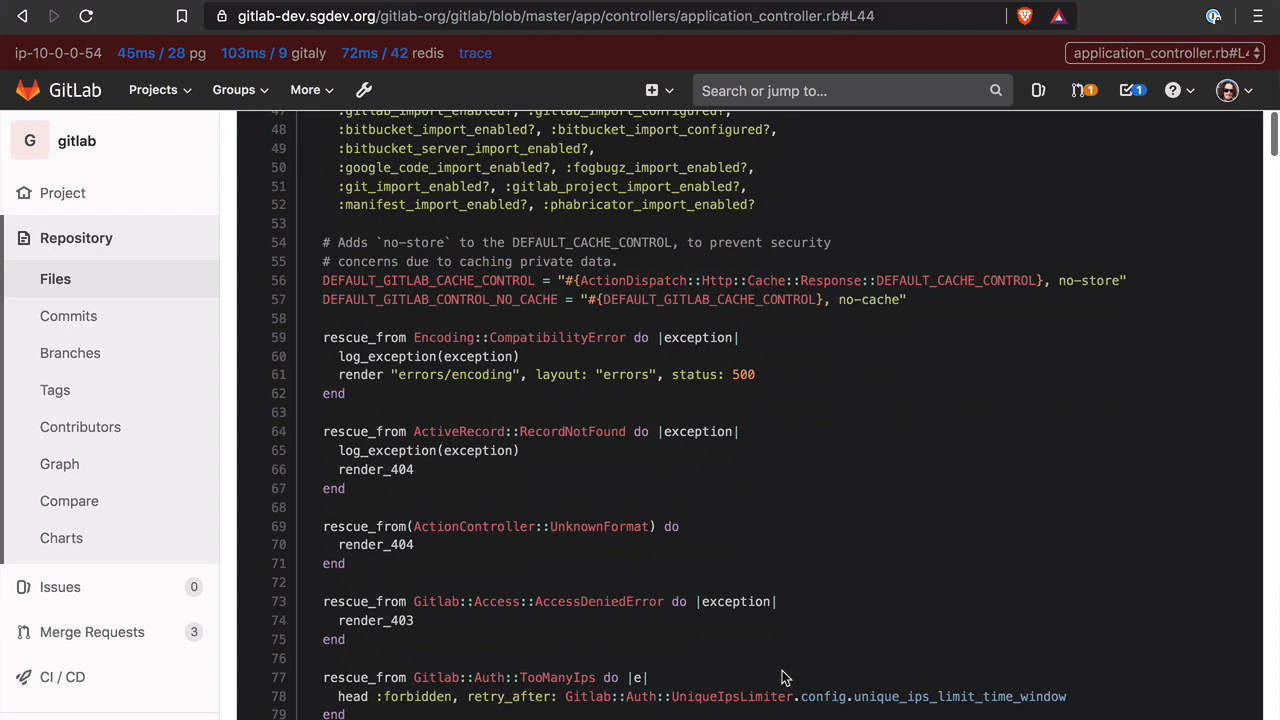 gitlab-dev.sgdev.org/gitlab-org/gitlab/blob/master/app/controllers/application_controller.rb#L44
ip-10-0-0-54 45ms / 28 pg 103ms / 9 gitaly 72ms / 42 redis trace application_controller.rb#L4
GitLab Projects Groups More Search or jump to... 1 1
G gitlab
Project
Repository
Files
Commits
Branches
Tags
Contributors
Graph
Compare
Charts
Issues 0
Merge Requests 3
CI / CD
47 :gitlab_import_enabled?, :gitlab_import_configured?,
48 :bitbucket_import_enabled?, :bitbucket_import_configured?,
49 :bitbucket_server_import_enabled?,
50 :google_code_import_enabled?, :fogbugz_import_enabled?,
51 :git_import_enabled?, :gitlab_project_import_enabled?,
52 :manifest_import_enabled?, :phabricator_import_enabled?
53
54 # Adds `no-store` to the DEFAULT_CACHE_CONTROL, to prevent security
55 # concerns due to caching private data.
56 DEFAULT_GITLAB_CACHE_CONTROL = "#{ActionDispatch::Http::Cache::Response::DEFAULT_CACHE_CONTROL}, no-store"
57 DEFAULT_GITLAB_CONTROL_NO_CACHE = "#{DEFAULT_GITLAB_CACHE_CONTROL}, no-cache"
58
59 rescue_from Encoding::CompatibilityError do |exception|
60 log_exception(exception)
61 render "errors/encoding", layout: "errors", status: 500
62 end
63
64 rescue_from ActiveRecord::RecordNotFound do |exception|
65 log_exception(exception)
66 render_404
67 end
68
69 rescue_from(ActionController::UnknownFormat) do
70 render_404
71 end
72
73 rescue_from Gitlab::Access::AccessDeniedError do |exception|
74 render_403
75 end
76
77 rescue_from Gitlab::Auth::TooManyIps do |e|
78 head :forbidden, retry_after: Gitlab::Auth::UniqueIpsLimiter.config.unique_ips_limit_time_window
79 end